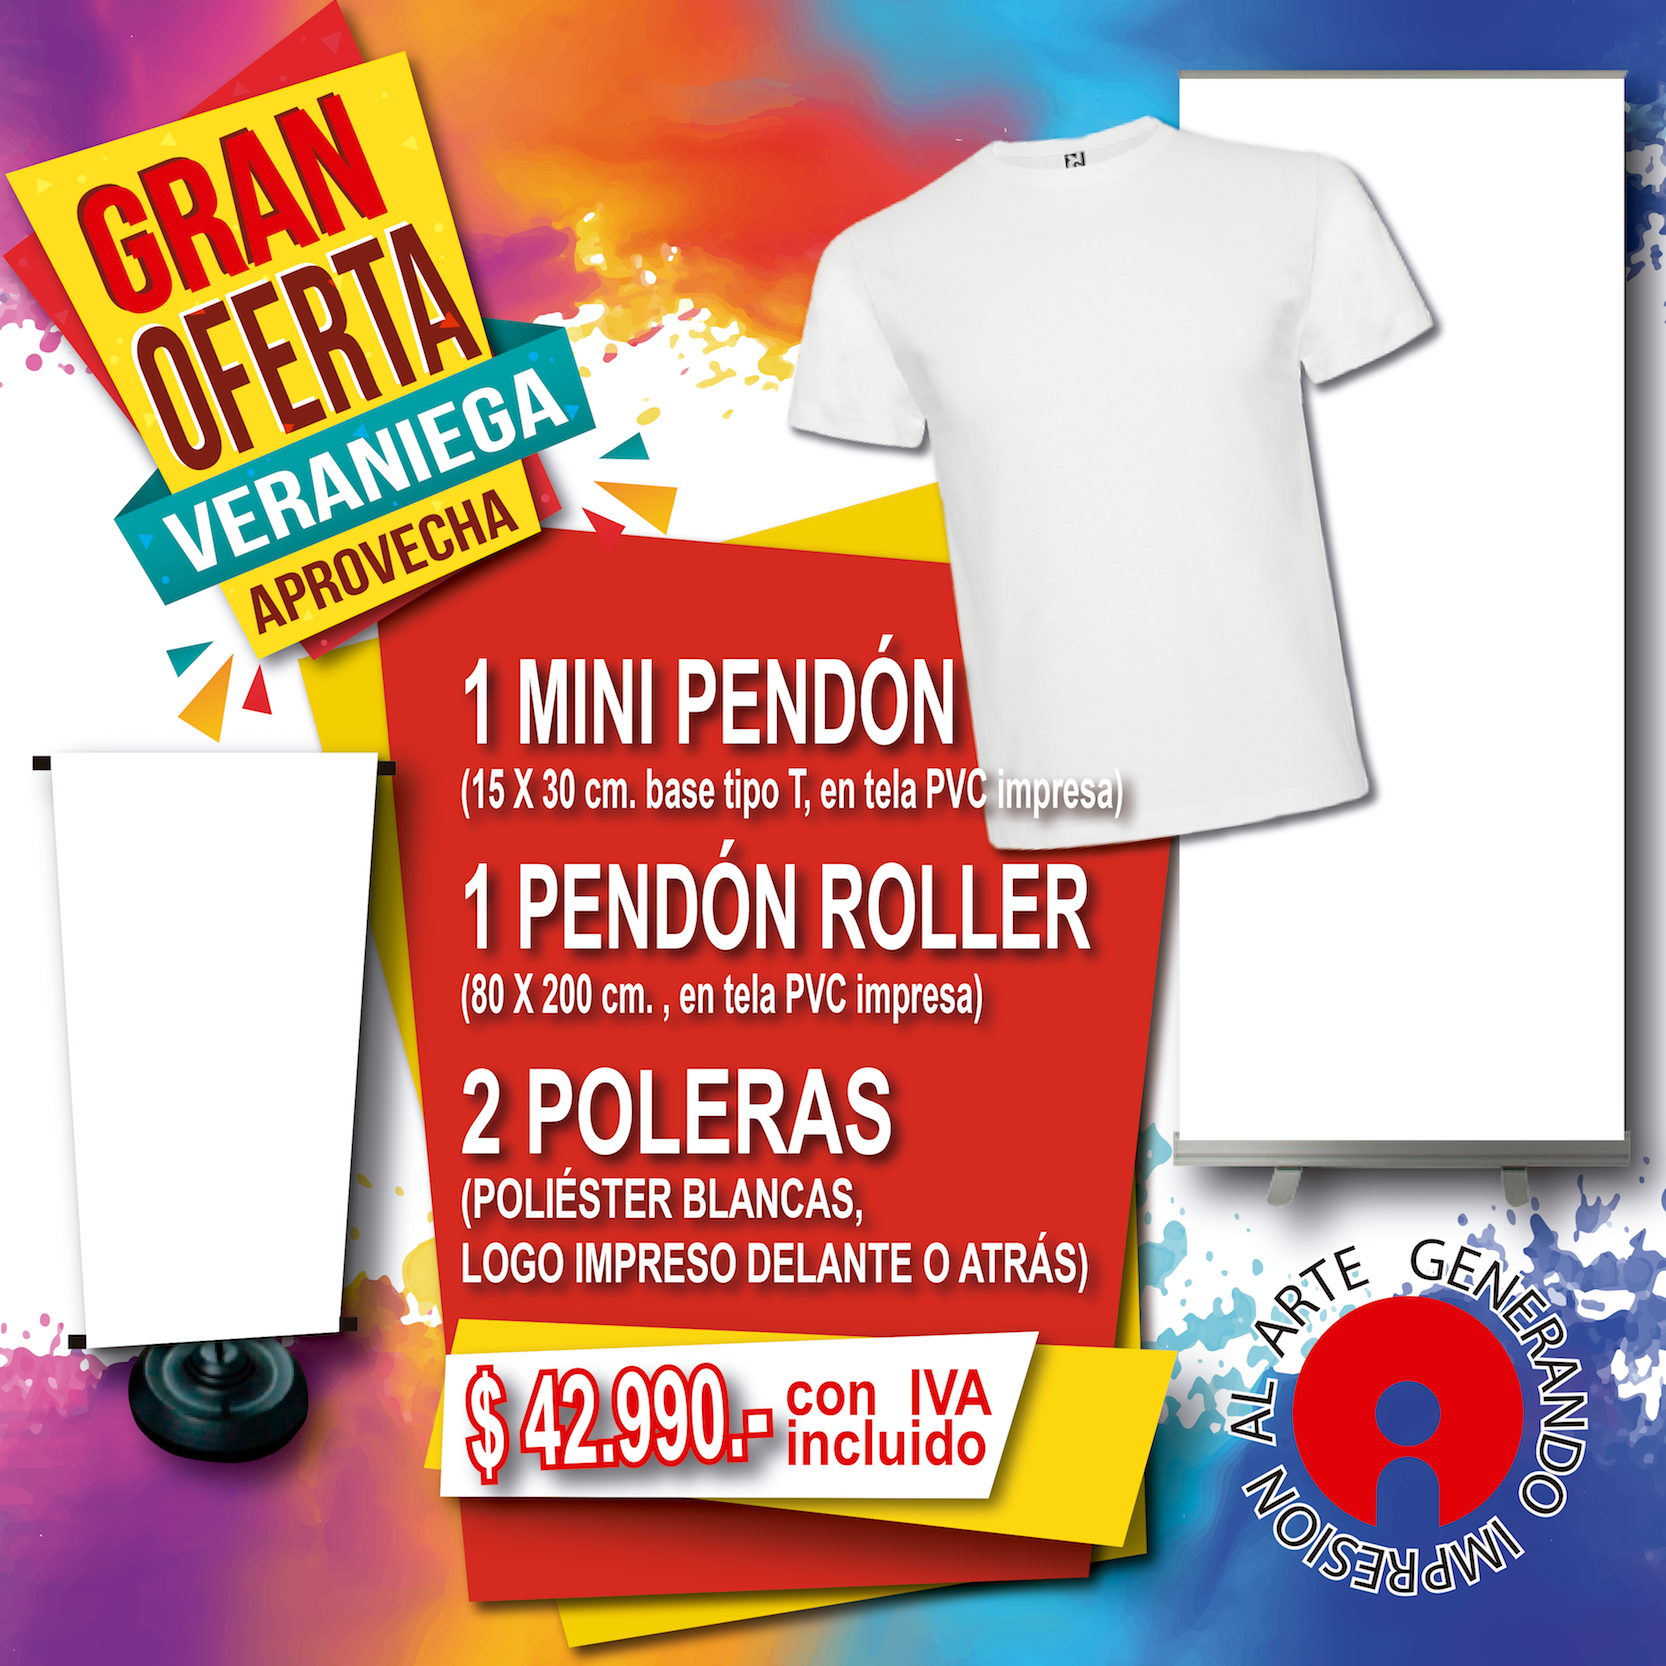 GRAN
OFERTA
VERANIEGA
APROVECHA
1 MINI PENDÓN
(15 X 30 cm. base tipo T, en tela PVC impresa)
1 PENDÓN ROLLER
(80 X 200 cm. , en tela PVC impresa)
2 POLERAS
(POLIÉSTER BLANCAS,
LOGO IMPRESO DELANTE O ATRÁS)
$ 42.990.-
con IVA
incluido
AL ARTE GENERANDO IMPRESION